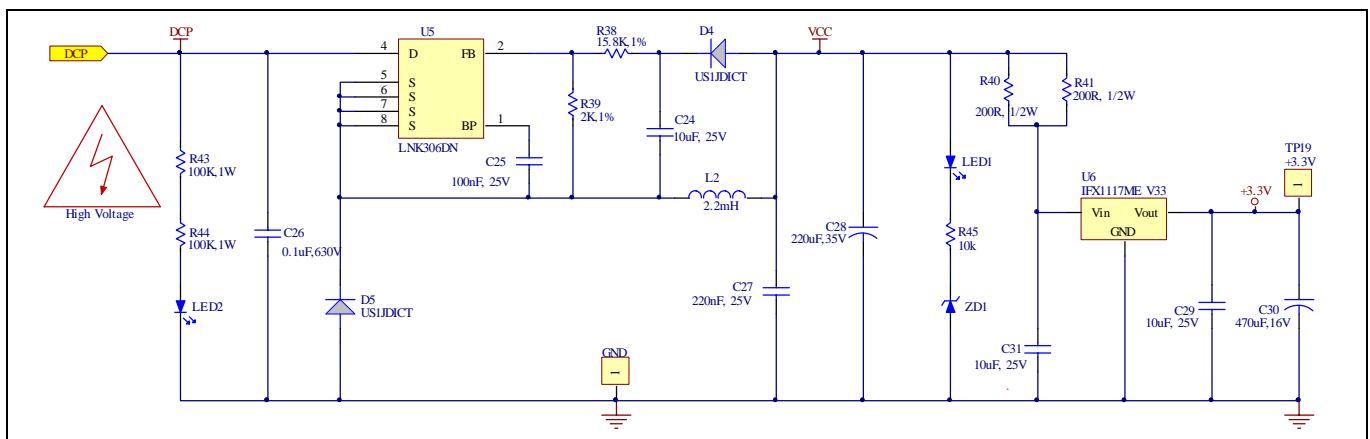 DCP
DCP
High Voltage
R43
100K,1W
R44
100K,1W
LED2
C26
0.1uF,630V
U5
4
D
FB
2
5
S
6
S
7
S
8
S
BP
1
LNK306DN
D5
US1JDICT
C25
100nF, 25V
R38
15.8K,1%
R39
2K,1%
C24
10uF, 25V
D4
US1JDICT
L2
2.2mH
VCC
C27
220nF, 25V
C28
220uF,35V
GND
1
LED1
R45
10k
ZD1
R40
200R, 1/2W
R41
200R, 1/2W
C31
10uF, 25V
U6
IFX1117ME V33
Vin
Vout
GND
+3.3V
TP19
+3.3V
1
C29
10uF, 25V
C30
470uF,16V